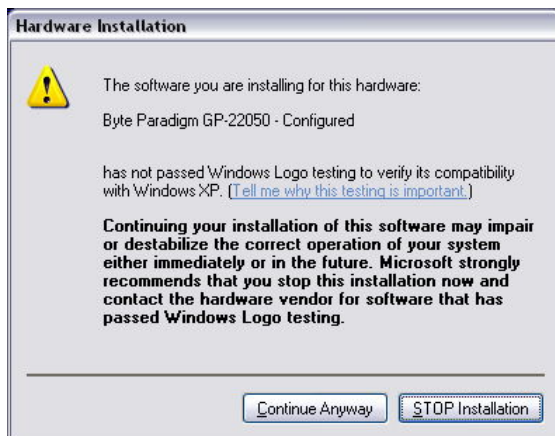 Hardware Installation
The software you are installing for this hardware:
Byte Paradigm GP-22050 - Configured
has not passed Windows Logo testing to verify its compatibility
with Windows XP. (Tell me why this testing is important.)
Continuing your installation of this software may impair
or destabilize the correct operation of your system
either immediately or in the future. Microsoft strongly
recommends that you stop this installation now and
contact the hardware vendor for software that has
passed Windows Logo testing.
Continue Anyway STOP Installation